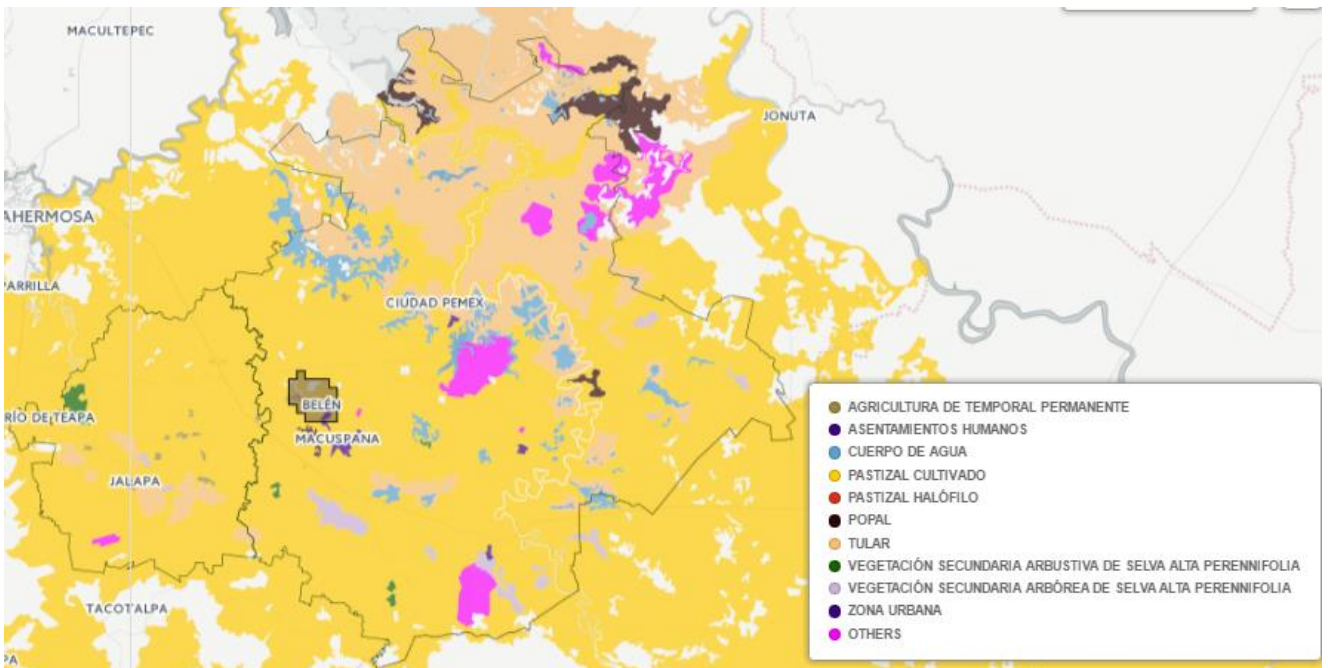 MACULTEPEC
JONUTA
AHERMOSA
PARRILLA
CIUDAD PEMEX
BELÉN
RÍO DE TEAPA
MACUSPANA
JALAPA
TACOTALPA
PA
AGRICULTURA DE TEMPORAL PERMANENTE
ASENTAMIENTOS HUMANOS
CUERPO DE AGUA
PASTIZAL CULTIVADO
PASTIZAL HALÓFILO
POPAL
TULAR
VEGETACIÓN SECUNDARIA ARBUSTIVA DE SELVA ALTA PERENNIFOLIA
VEGETACIÓN SECUNDARIA ARBÓREA DE SELVA ALTA PERENNIFOLIA
ZONA URBANA
OTHERS